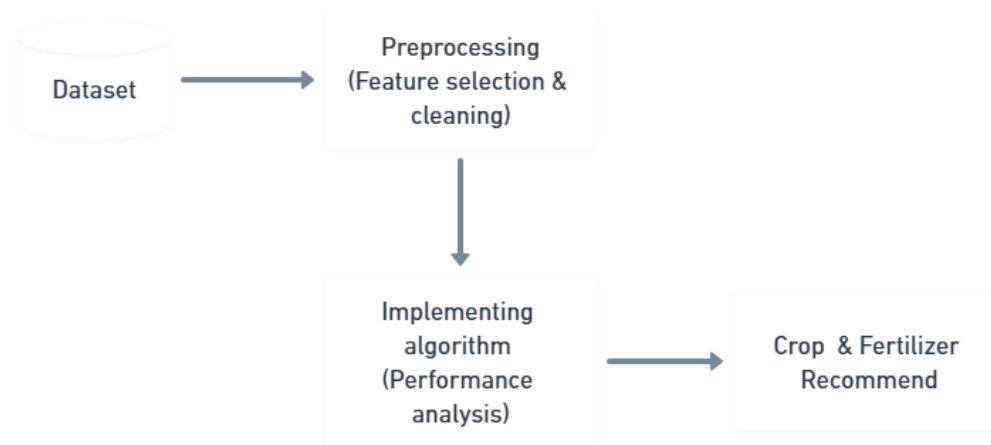 Dataset
Preprocessing
(Feature selection &
cleaning)
Implementing
algorithm
(Performance
analysis)
Crop & Fertilizer
Recommend